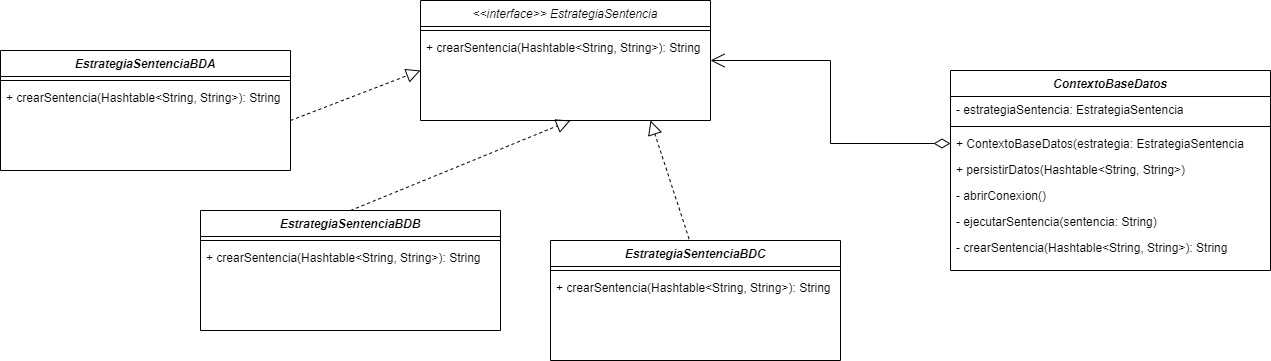 <<interface>> EstrategiaSentencia
+ crearSentencia(Hashtable<String, String>): String
EstrategiaSentenciaBDA
+ crearSentencia(Hashtable<String, String>): String
ContextoBaseDatos
- estrategiaSentencia: EstrategiaSentencia
+ ContextoBaseDatos(estrategia: EstrategiaSentencia
+ persistirDatos(Hashtable<String, String>)
- abrirConexion()
- ejecutarSentencia(sentencia: String)
- crearSentencia(Hashtable<String, String>): String
EstrategiaSentenciaBDB
+ crearSentencia(Hashtable<String, String>): String
EstrategiaSentenciaBDC
+ crearSentencia(Hashtable<String, String>): String